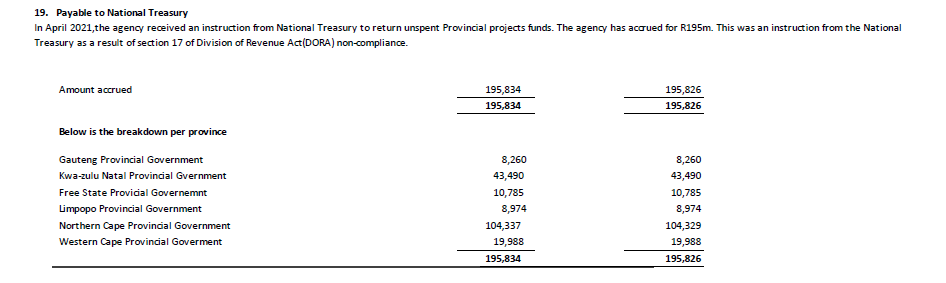 19. Payable to National Treasury
In April 2021,the agency received an instruction from National Treasury to return unspent Provincial projects funds. The agency has accrued for R195m. This was an instruction from the National
Treasury as a result of section 17 of Division of Revenue Act(DORA) non-compliance.
Amount accrued 195,834 195,826
195,834 195,826
Below is the breakdown per province
Gauteng Provincial Government 8,260 8,260
Kwa-zulu Natal Provincial Gvernment 43,490 43,490
Free State Provicial Governemnt 10,785 10,785
Limpopo Provincial Government 8,974 8,974
Northern Cape Provincial Government 104,337 104,329
Western Cape Provincial Goverment 19,988 19,988
195,834 195,826